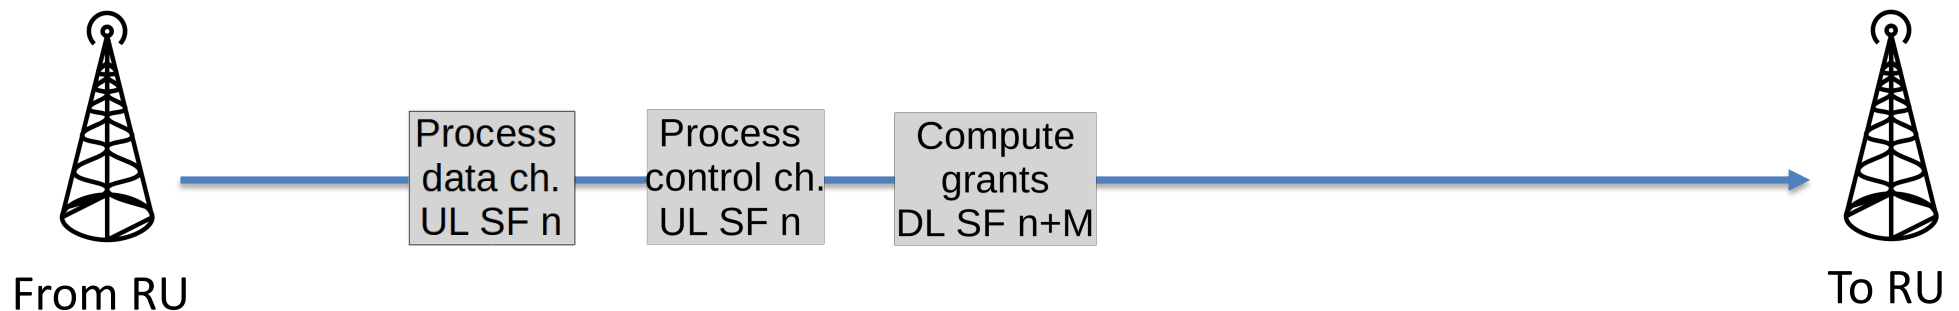 Process
data ch.
UL SF n
Process
control ch.
UL SF n
Compute
grants
DL SF n+M
From RU
To RU